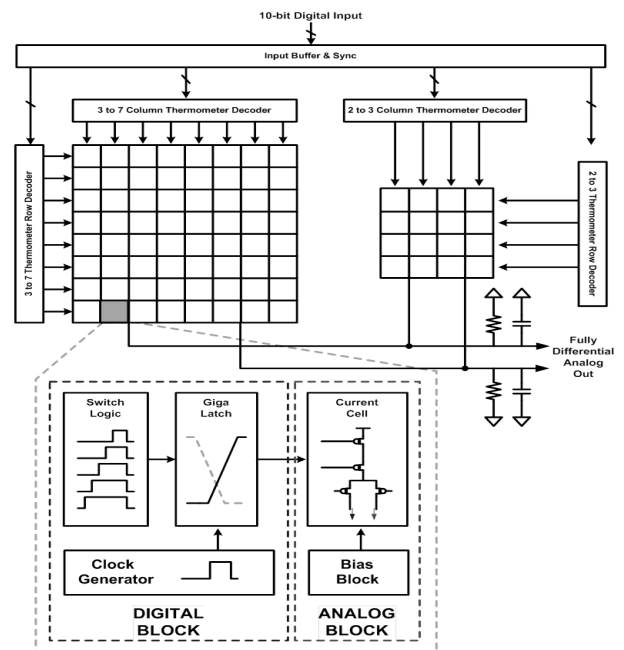 10-bit Digital Input
Input Buffer & Sync
3 to 7 Column Thermometer Decoder
2 to 3 Column Thermometer Decoder
3 to 7 Thermometer Row Decoder
2 to 3 Thermometer Row Decoder
Fully
Differential
Analog
Out
Switch
Logic
Giga
Latch
Current
Cell
Clock
Generator
Bias
Block
DIGITAL
BLOCK
ANALOG
BLOCK